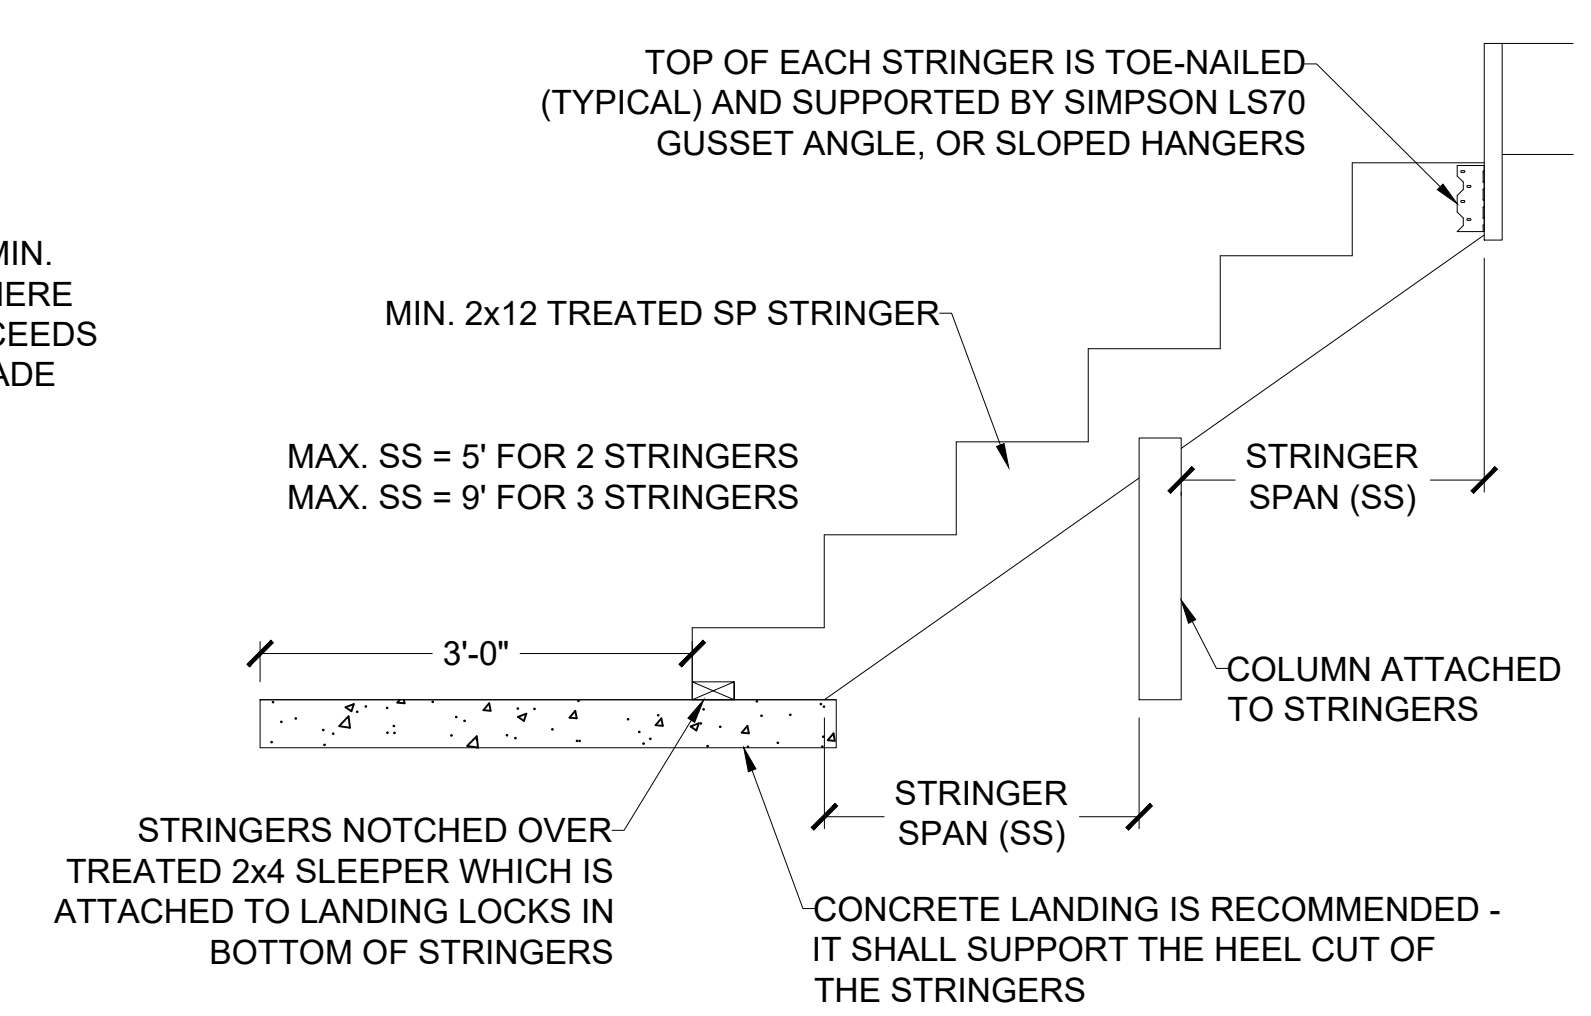 TOP OF EACH STRINGER IS TOE-NAILED
(TYPICAL) AND SUPPORTED BY SIMPSON LS70
GUSSET ANGLE, OR SLOPED HANGERS
MIN.
CEEDS
MIN. 2x12 TREATED SP STRINGER
MAX. SS = 5' FOR 2 STRINGERS
MAX. SS = 9' FOR 3 STRINGERS
STRINGER
SPAN (SS)
3'-0"
COLUMN ATTACHED
TO STRINGERS
STRINGER
SPAN (SS)
STRINGERS NOTCHED OVER
TREATED 2x4 SLEEPER WHICH IS
ATTACHED TO LANDING LOCKS IN
BOTTOM OF STRINGERS
CONCRETE LANDING IS RECOMMENDED -
IT SHALL SUPPORT THE HEEL CUT OF
THE STRINGERS